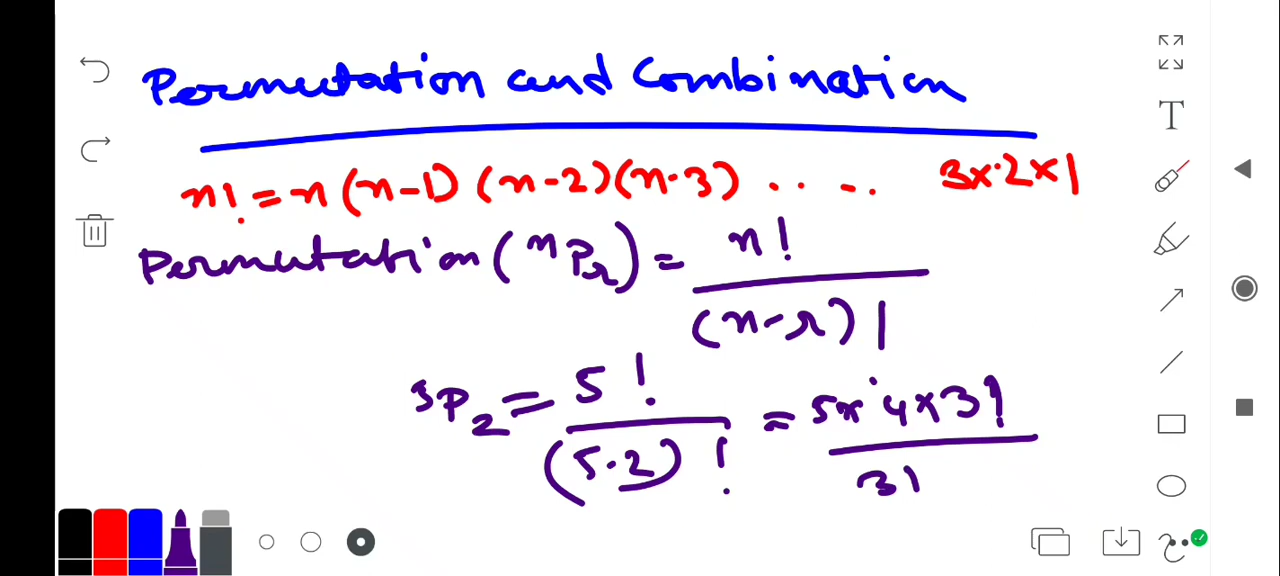 Permutation and Combination
n! = n (n-1) (n-2)(n-3) ..... 3×2×1
Permutation (ⁿPᵣ) = n! / (n-r)!
⁵P₂ = 5! / (5-2)! = 5×4×3! / 3!
T